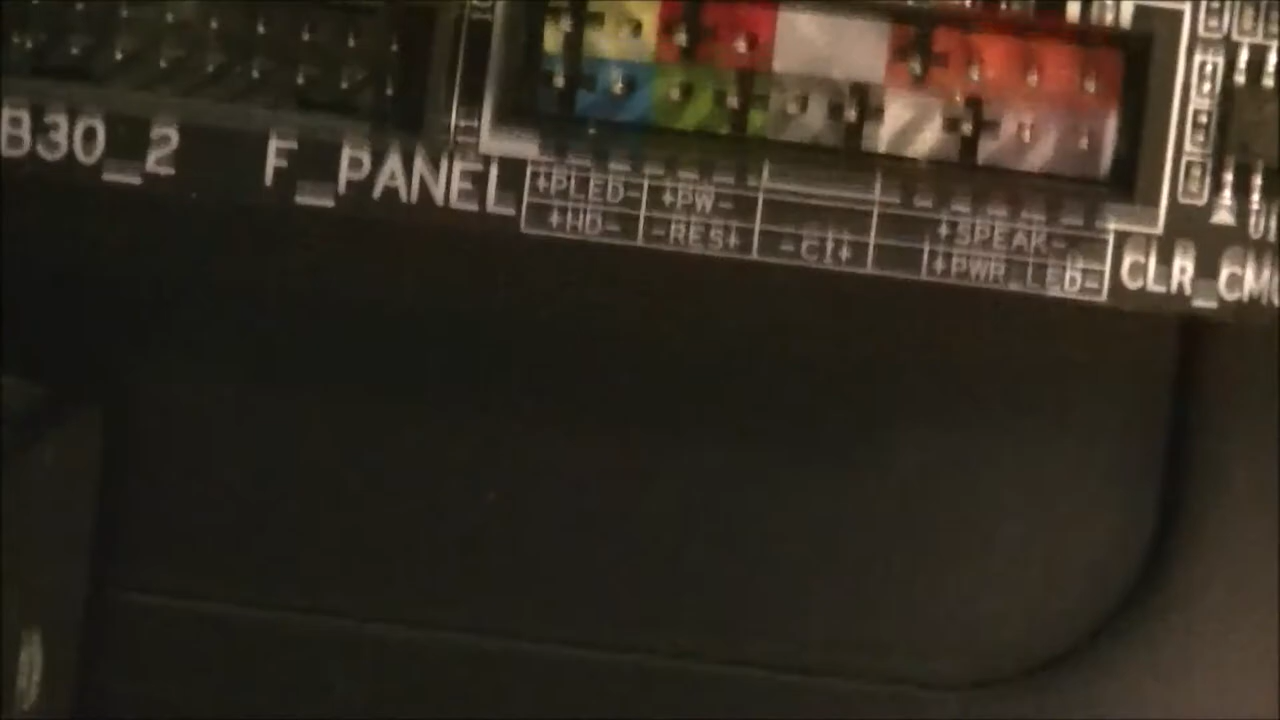 B30_2
F_PANEL
+PLED- +PW- +SPEAK-
+HD- -RES+ -CI+ +PWR_LED-
CLR_CM